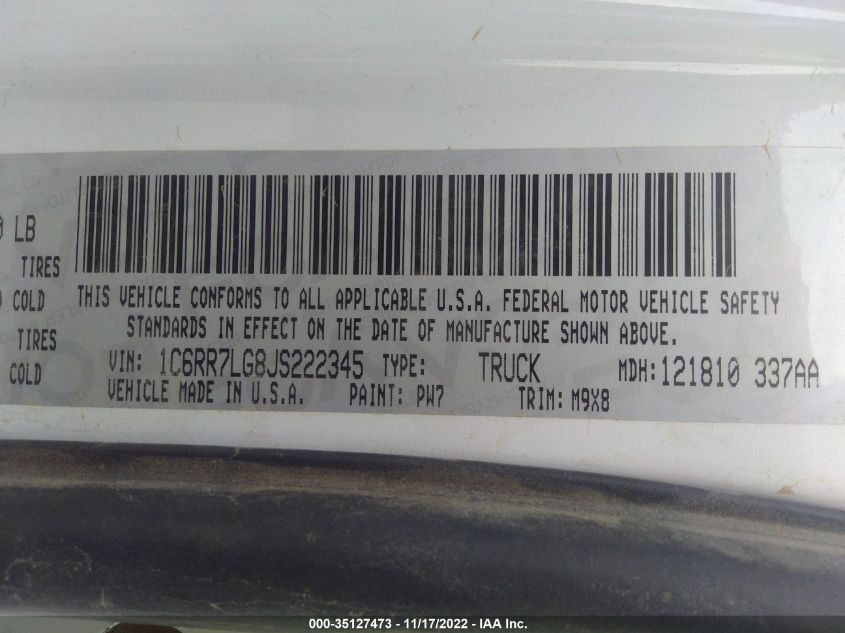 LB
TIRES
COLD
THIS VEHICLE CONFORMS TO ALL APPLICABLE U.S.A. FEDERAL MOTOR VEHICLE SAFETY
STANDARDS IN EFFECT ON THE DATE OF MANUFACTURE SHOWN ABOVE.
TIRES
VIN: 1C6RR7LG8JS222345 TYPE: TRUCK MDH: 121810 337AA
COLD
VEHICLE MADE IN U.S.A. PAINT: PW7 TRIM: M9X8
000-35127473 - 11/17/2022 - IAA Inc.